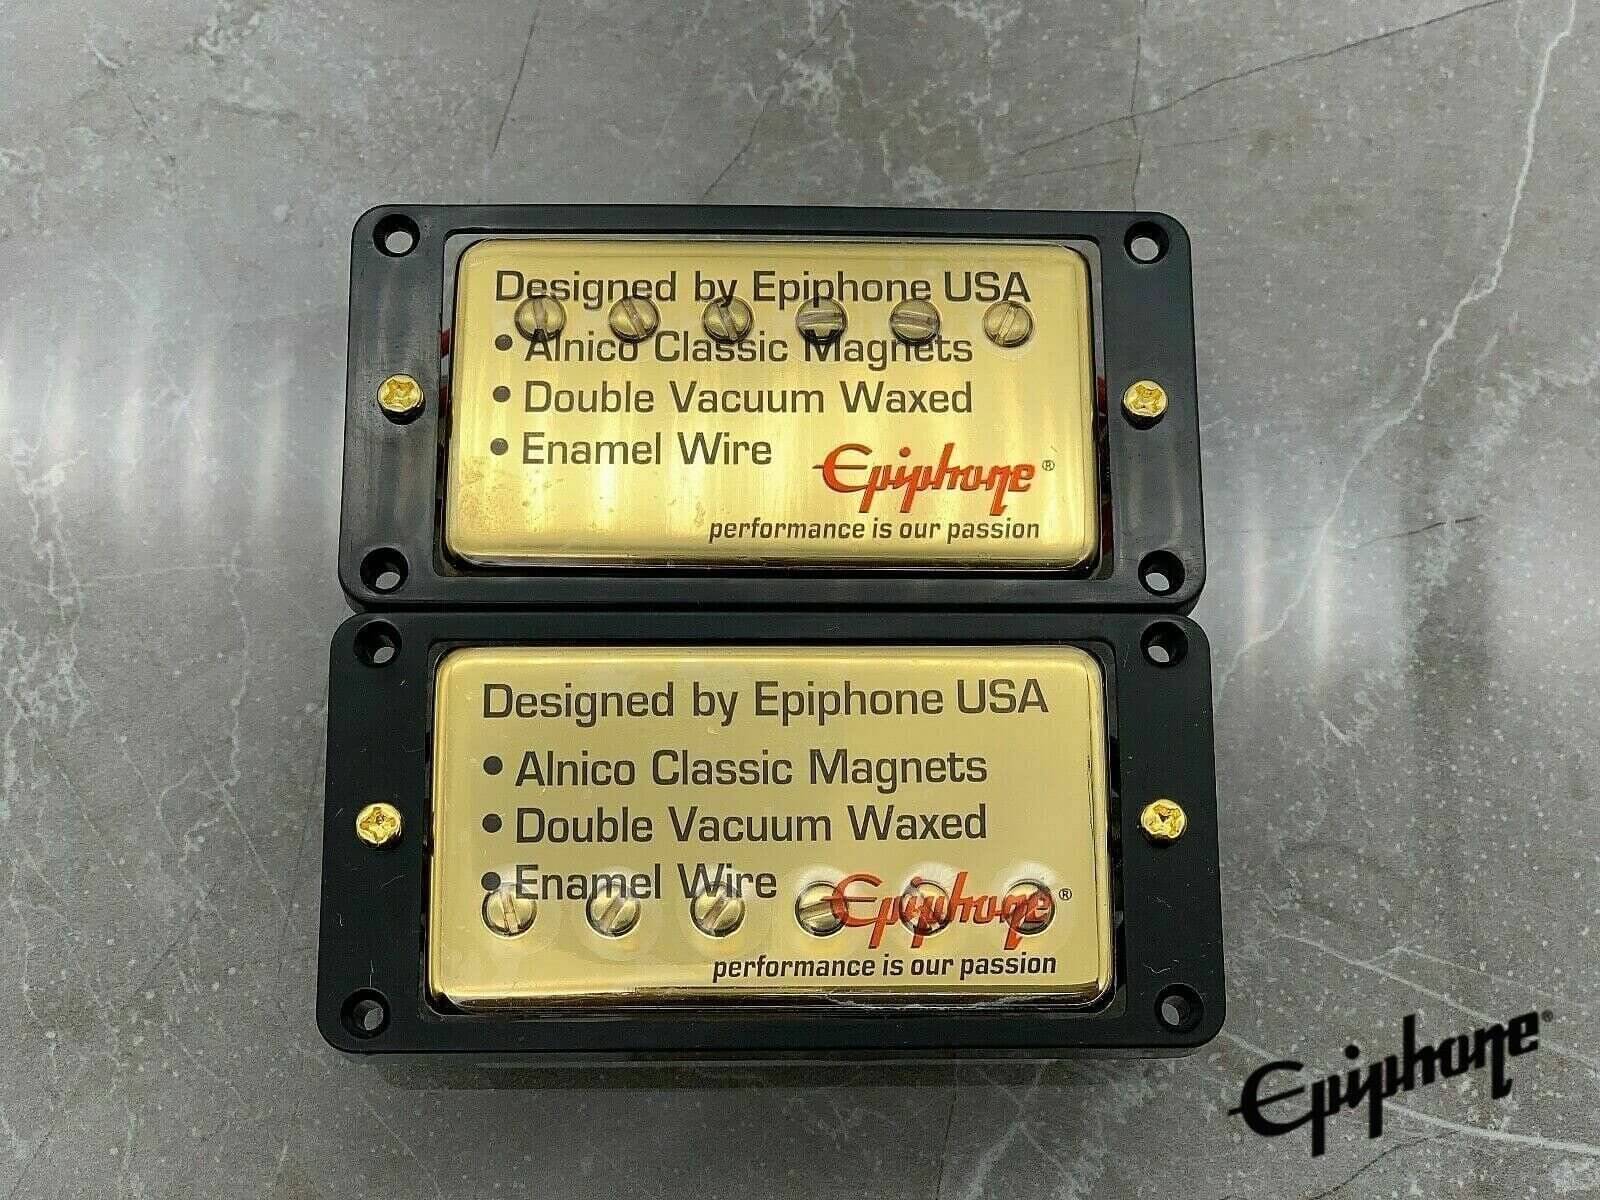 Designed by Epiphone USA
• Alnico Classic Magnets
• Double Vacuum Waxed
• Enamel Wire
Epiphone®
performance is our passion
Designed by Epiphone USA
• Alnico Classic Magnets
• Double Vacuum Waxed
• Enamel Wire
Epiphone®
performance is our passion
Epiphone®